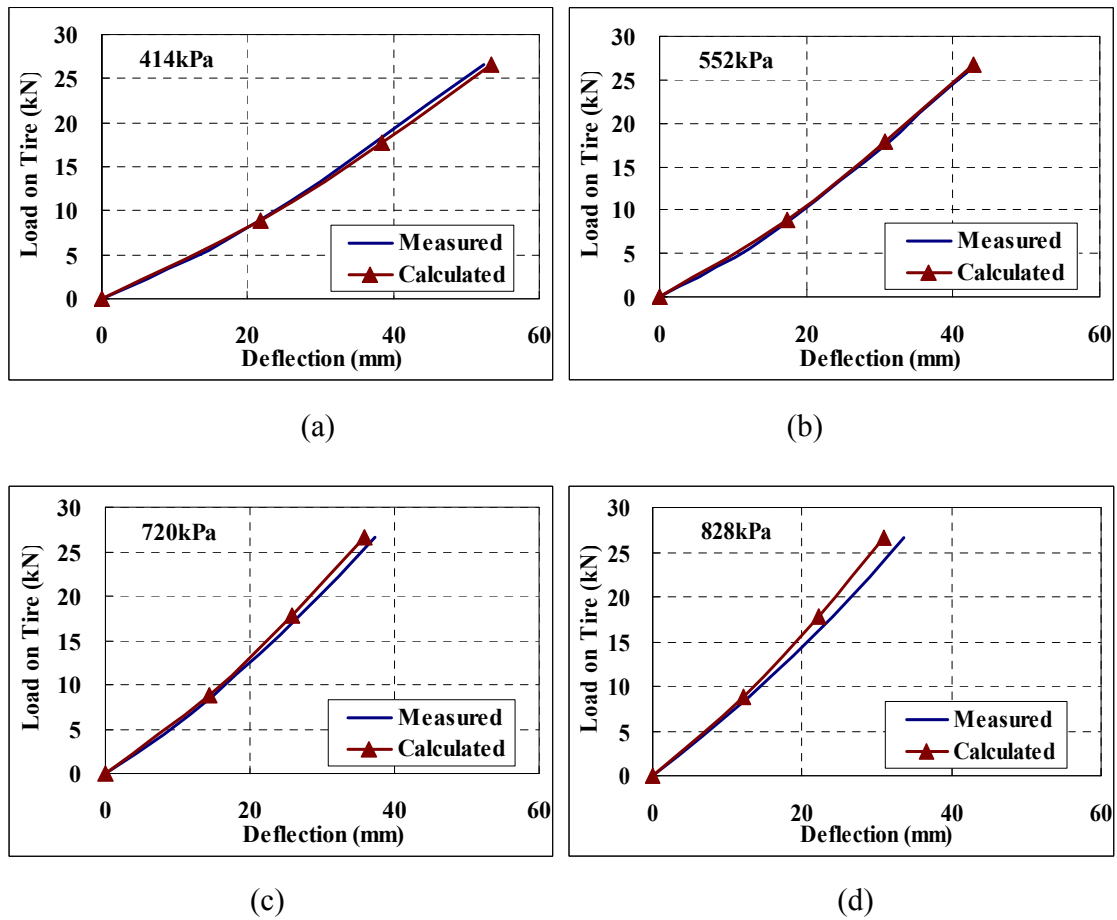 414kPa
Load on Tire (kN)
30
25
20
15
10
5
0
0 20 40 60
Deflection (mm)
Measured
Calculated
(a)
552kPa
Load on Tire (kN)
30
25
20
15
10
5
0
0 20 40 60
Deflection (mm)
Measured
Calculated
(b)
720kPa
Load on Tire (kN)
30
25
20
15
10
5
0
0 20 40 60
Deflection (mm)
Measured
Calculated
(c)
828kPa
Load on Tire (kN)
30
25
20
15
10
5
0
0 20 40 60
Deflection (mm)
Measured
Calculated
(d)